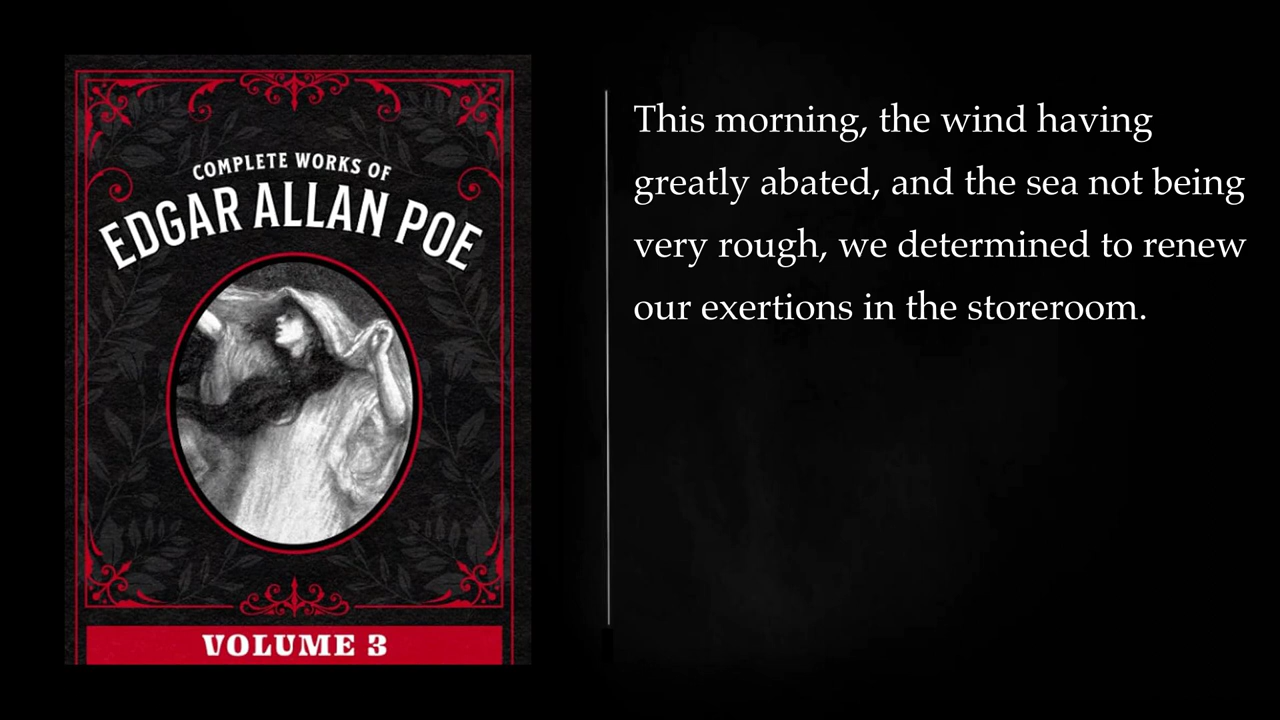 COMPLETE WORKS OF
EDGAR ALLAN POE
VOLUME 3
This morning, the wind having
greatly abated, and the sea not being
very rough, we determined to renew
our exertions in the storeroom.